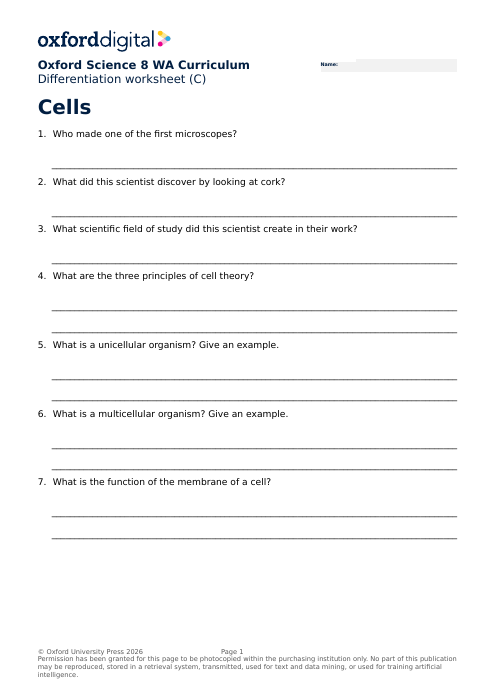 oxforddigital
Oxford Science 8 WA Curriculum
Name:
Differentiation worksheet (C)
Cells
1. Who made one of the first microscopes?
2. What did this scientist discover by looking at cork?
3. What scientific field of study did this scientist create in their work?
4. What are the three principles of cell theory?
5. What is a unicellular organism? Give an example.
6. What is a multicellular organism? Give an example.
7. What is the function of the membrane of a cell?
© Oxford University Press 2026 Page 1
Permission has been granted for this page to be photocopied within the purchasing institution only. No part of this publication
may be reproduced, stored in a retrieval system, transmitted, used for text and data mining, or used for training artificial
intelligence.